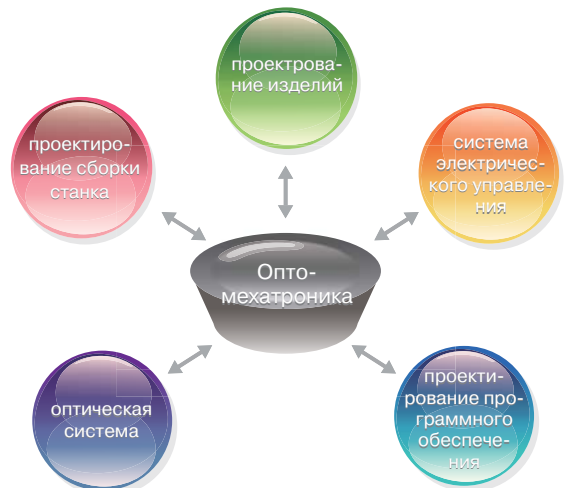 проектрова-
ние изделий
проектиро-
вание сборки
станка
система
электричес-
кого управле-
ния
Опто-
мехатроника
оптическая
система
проекти-
рование про-
граммного
обеспече-
ния